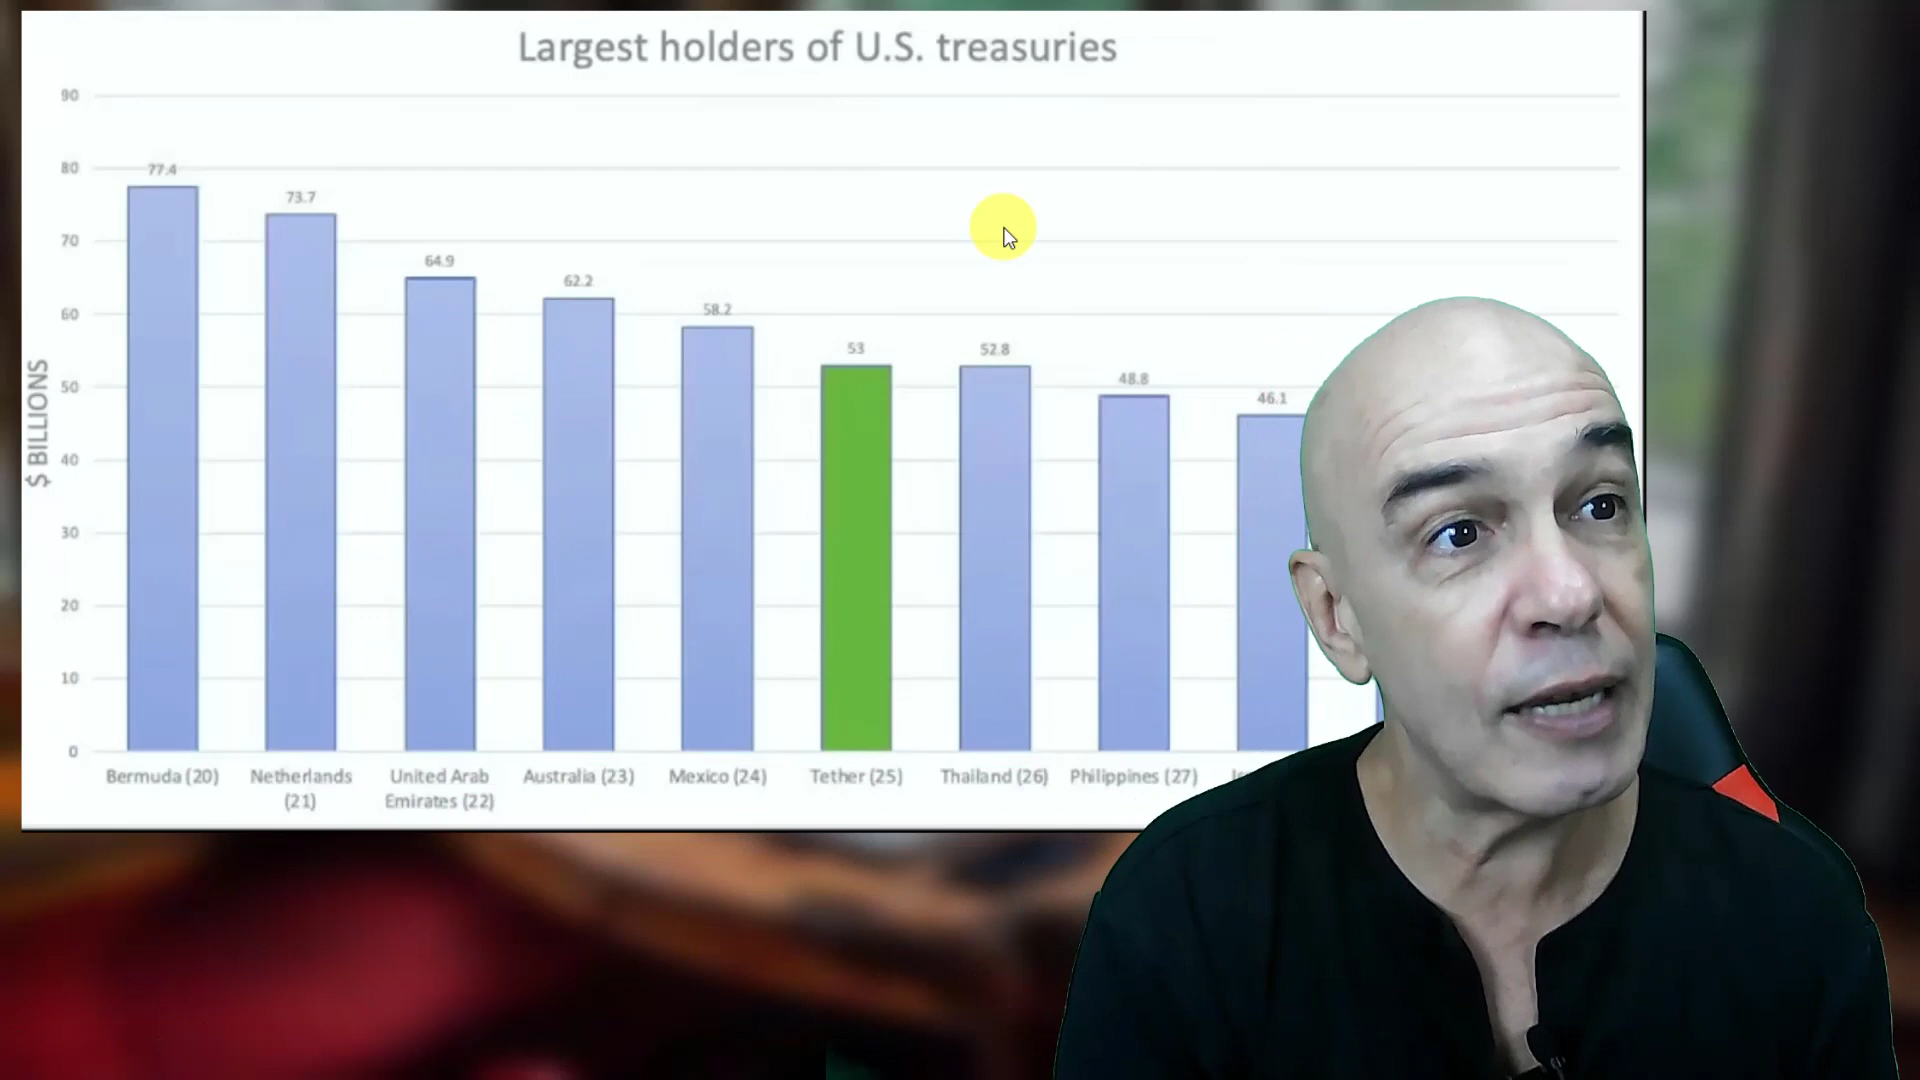 Largest holders of U.S. treasuries
90
80
70
60
50
40
30
20
10
0
$ BILLIONS
77.4
73.7
64.9
62.2
58.2
53
52.8
48.8
46.1
Bermuda (20)
Netherlands
(21)
United Arab
Emirates (22)
Australia (23)
Mexico (24)
Tether (25)
Thailand (26)
Philippines (27)